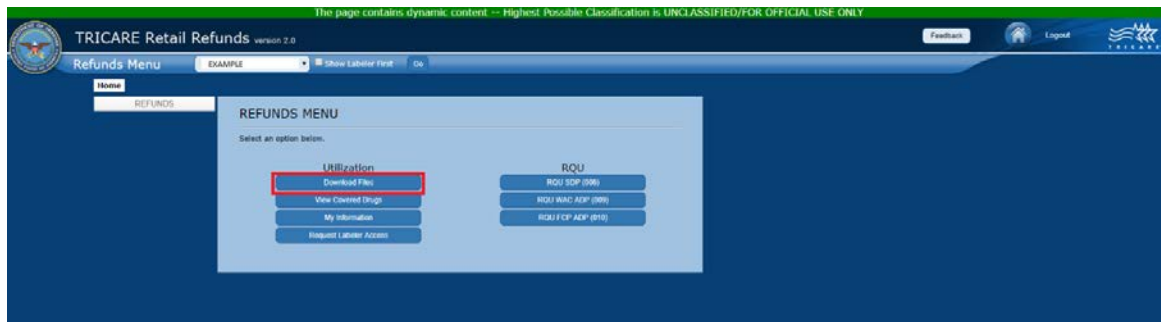 The page contains dynamic content -- Highest Possible Classification is UNCLASSIFIED/FOR OFFICIAL USE ONLY
TRICARE Retail Refunds version 2.0
Feedback
Logout
TRICARE
Refunds Menu
EXAMPLE
Show Labeler First
Go
Home
REFUNDS
REFUNDS MENU
Select an option below.
Utilization
RQU
Download Files
RQU SDP (006)
View Covered Drugs
RQU WAC ADP (009)
My Information
RQU FCP ADP (010)
Request Labeler Access